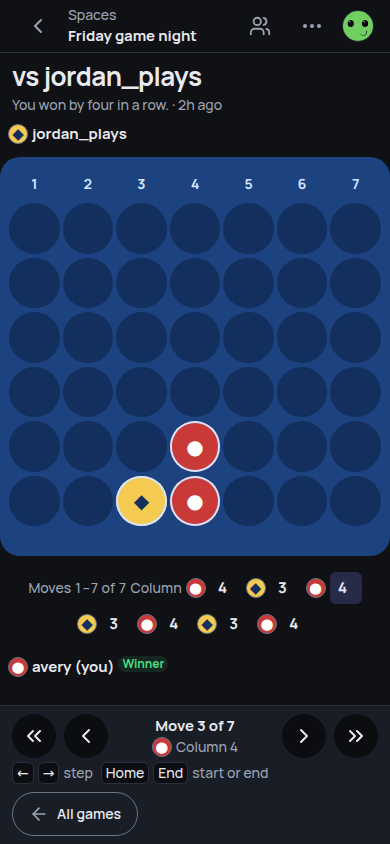 Spaces
Friday game night
vs jordan_plays
You won by four in a row. · 2h ago
jordan_plays
1 2 3 4 5 6 7
Moves 1–7 of 7 Column 4 3 4
3 4 3 4
avery (you) Winner
Move 3 of 7
Column 4
← → step Home End start or end
← All games